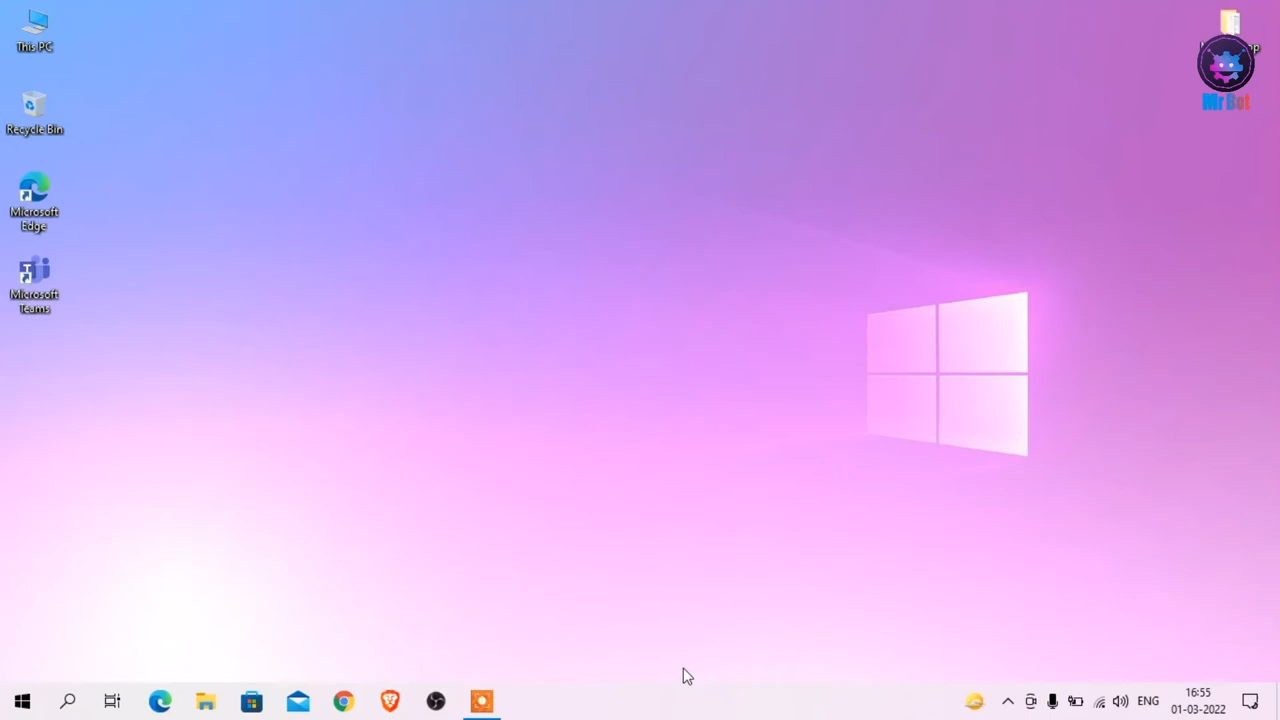 This PC
Recycle Bin
Microsoft
Edge
Microsoft
Teams
Mr Bot
ENG
16:55
01-03-2022